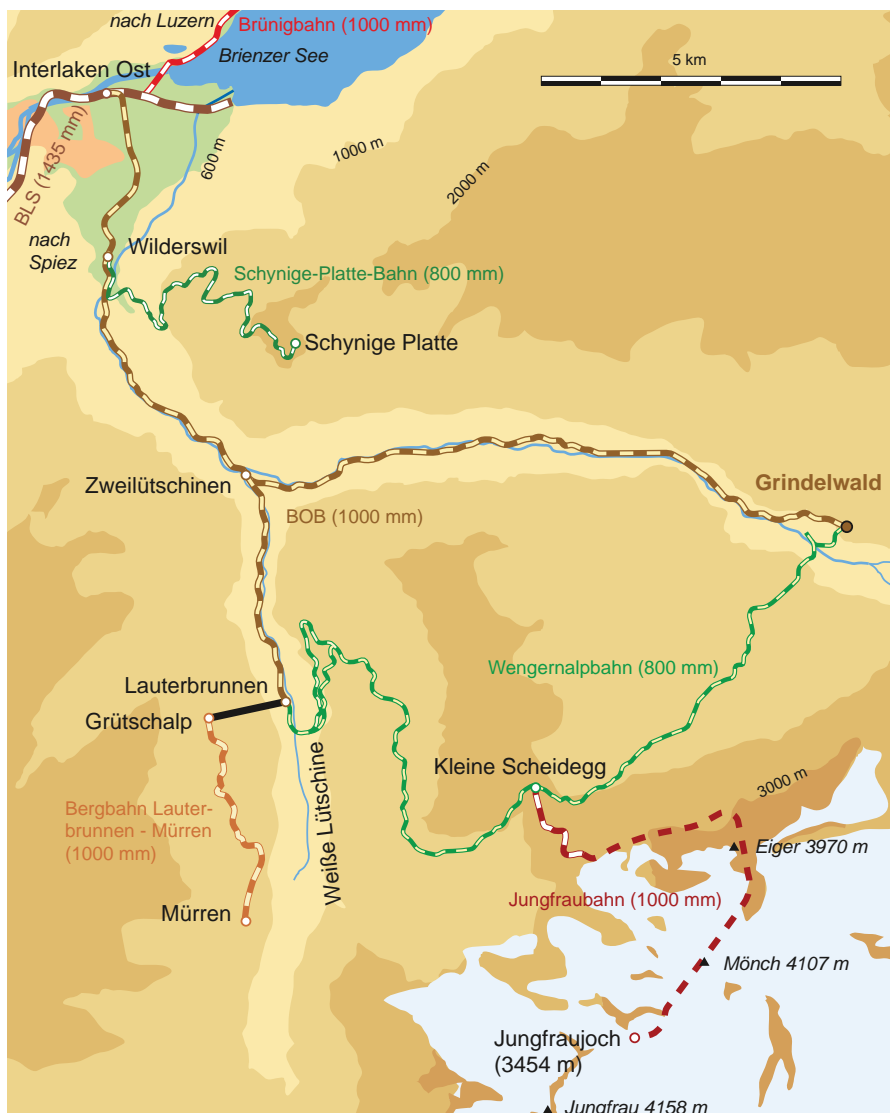 nach Luzern
Brünigbahn (1000 mm)
Brienzer See
Interlaken Ost
5 km
BLS (1435 mm)
600 m
1000 m
2000 m
nach
Spiez
Wilderswil
Schynige-Platte-Bahn (800 mm)
Schynige Platte
Zweilütschinen
BOB (1000 mm)
Grindelwald
Wengernalpbahn (800 mm)
Lauterbrunnen
Grütschalp
Weiße Lütschine
Kleine Scheidegg
3000 m
Bergbahn Lauter-
brunnen - Mürren
(1000 mm)
Eiger 3970 m
Jungfraubahn (1000 mm)
Mürren
Mönch 4107 m
Jungfraujoch
(3454 m)
Jungfrau 4158 m